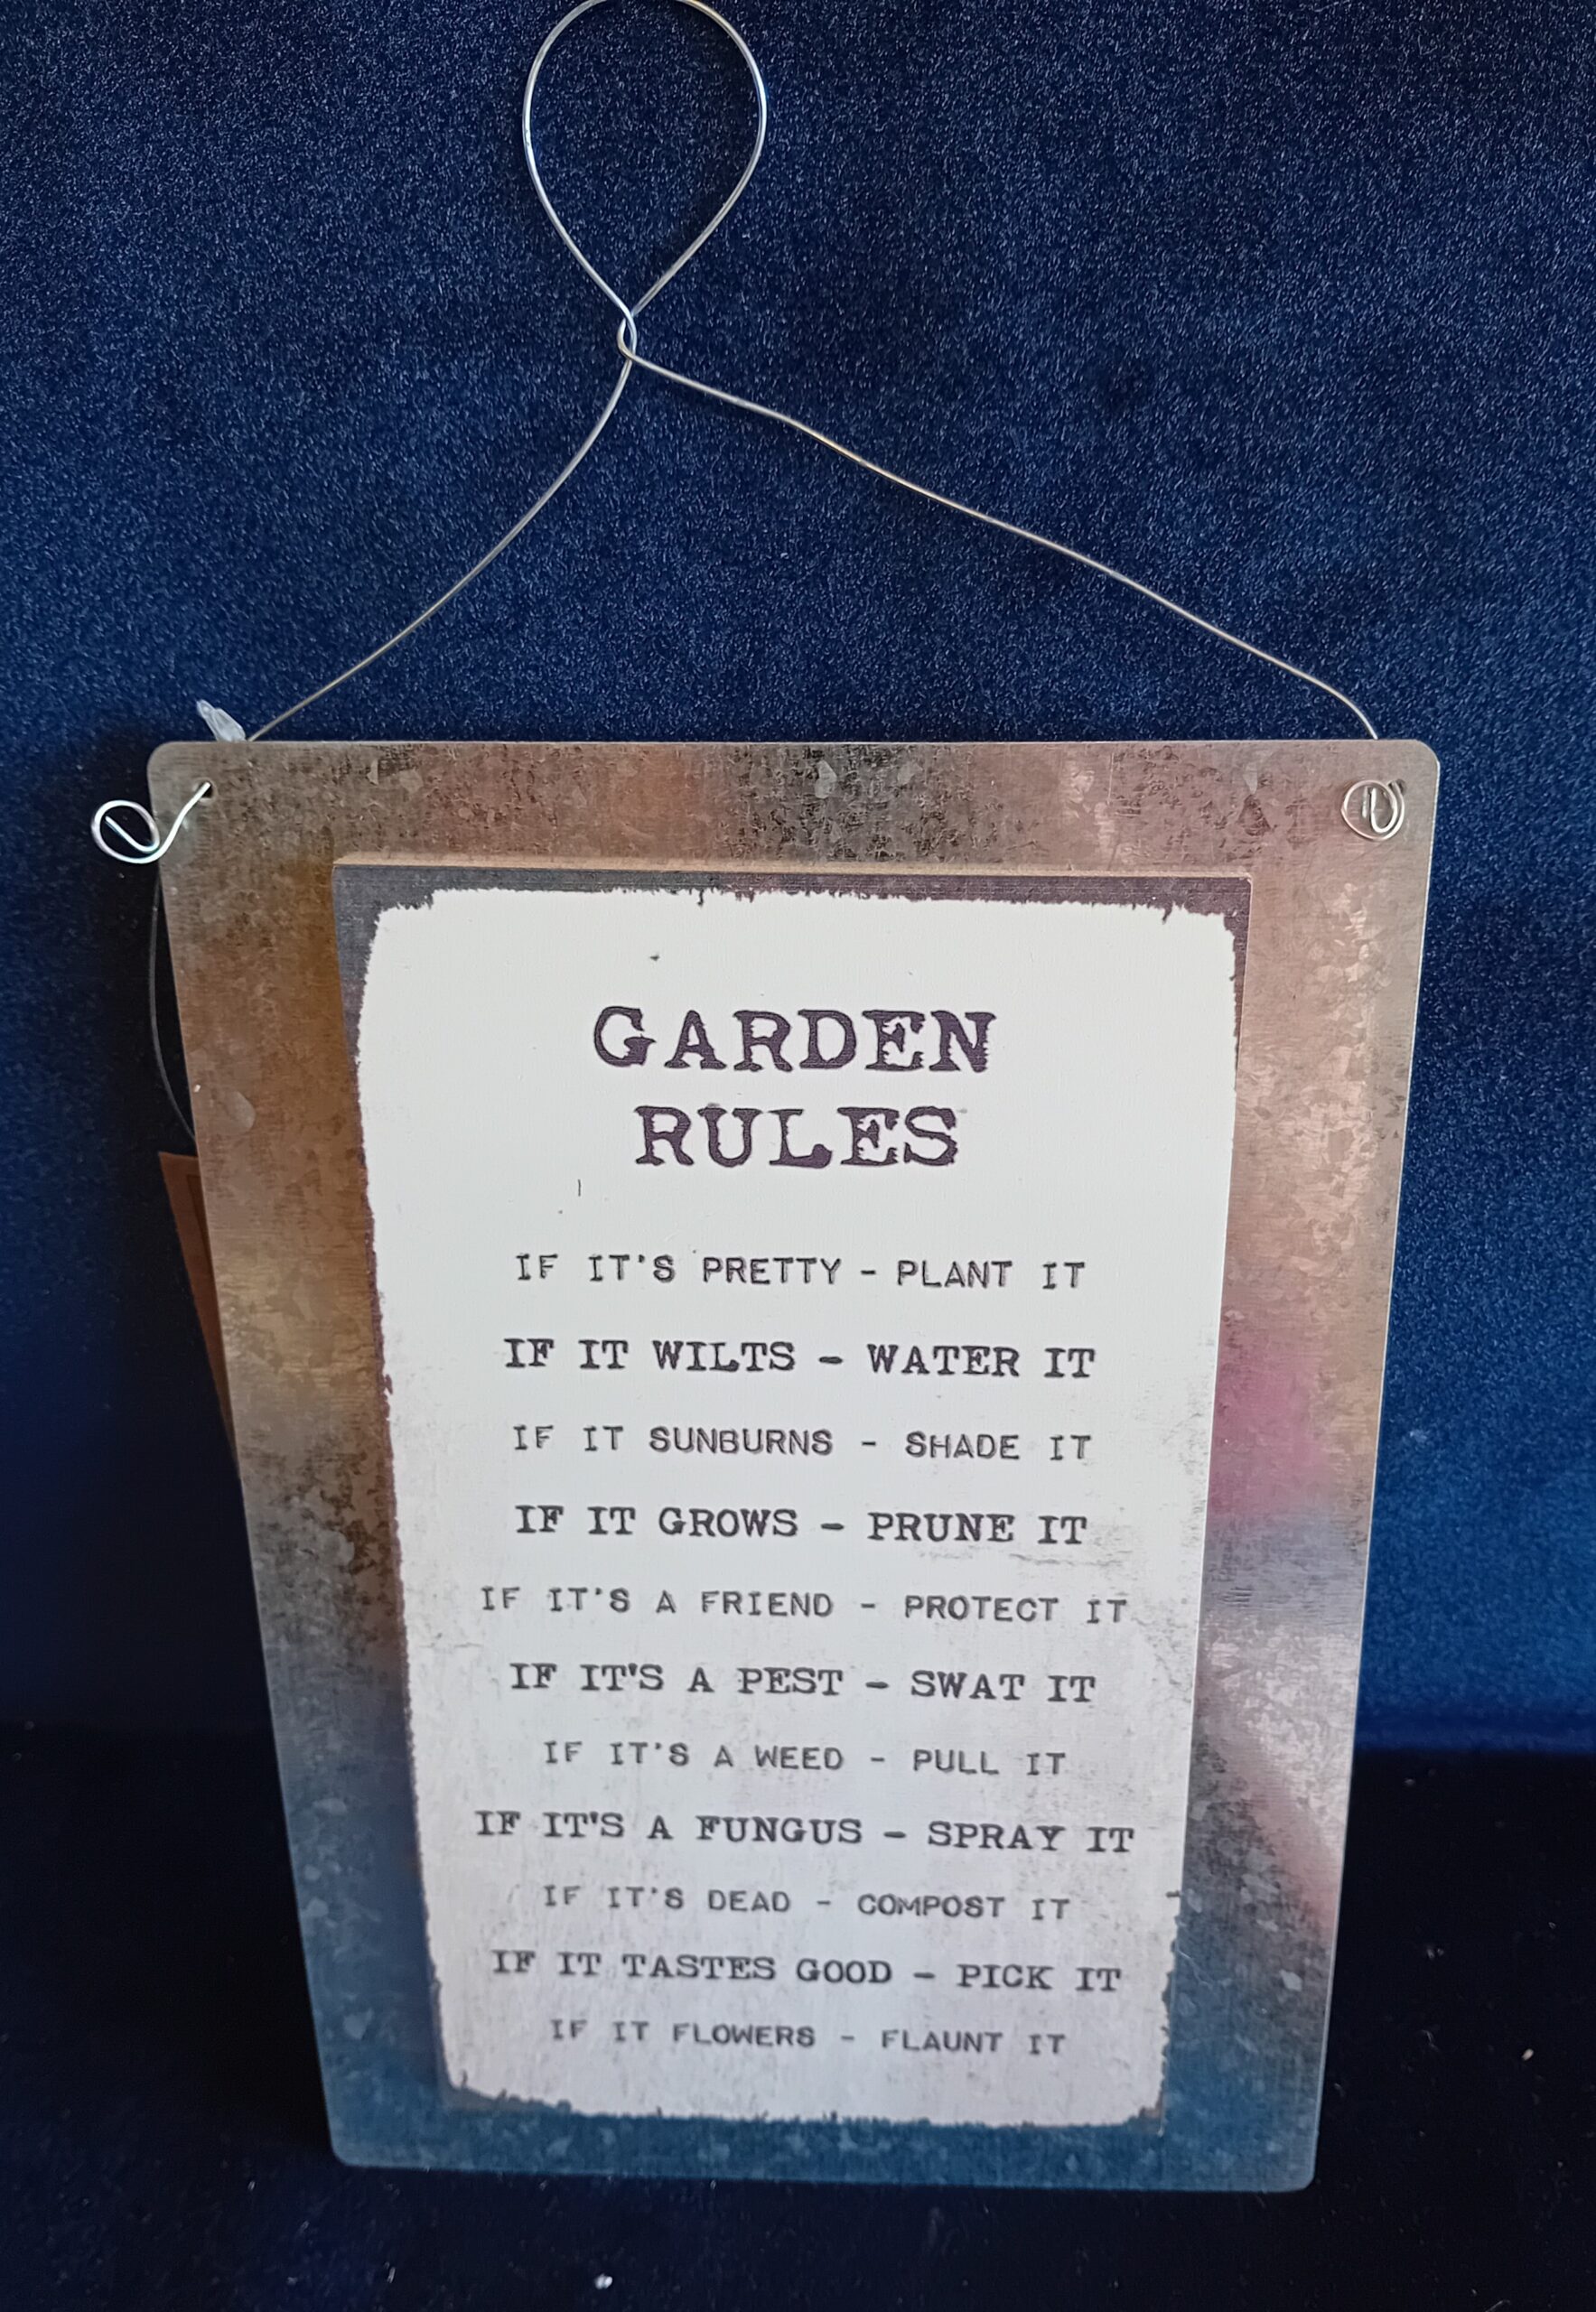 GARDEN
RULES
IF IT'S PRETTY - PLANT IT
IF IT WILTS - WATER IT
IF IT SUNBURNS - SHADE IT
IF IT GROWS - PRUNE IT
IF IT'S A FRIEND - PROTECT IT
IF IT'S A PEST - SWAT IT
IF IT'S A WEED - PULL IT
IF IT'S A FUNGUS - SPRAY IT
IF IT'S DEAD - COMPOST IT
IF IT TASTES GOOD - PICK IT
IF IT FLOWERS - FLAUNT IT